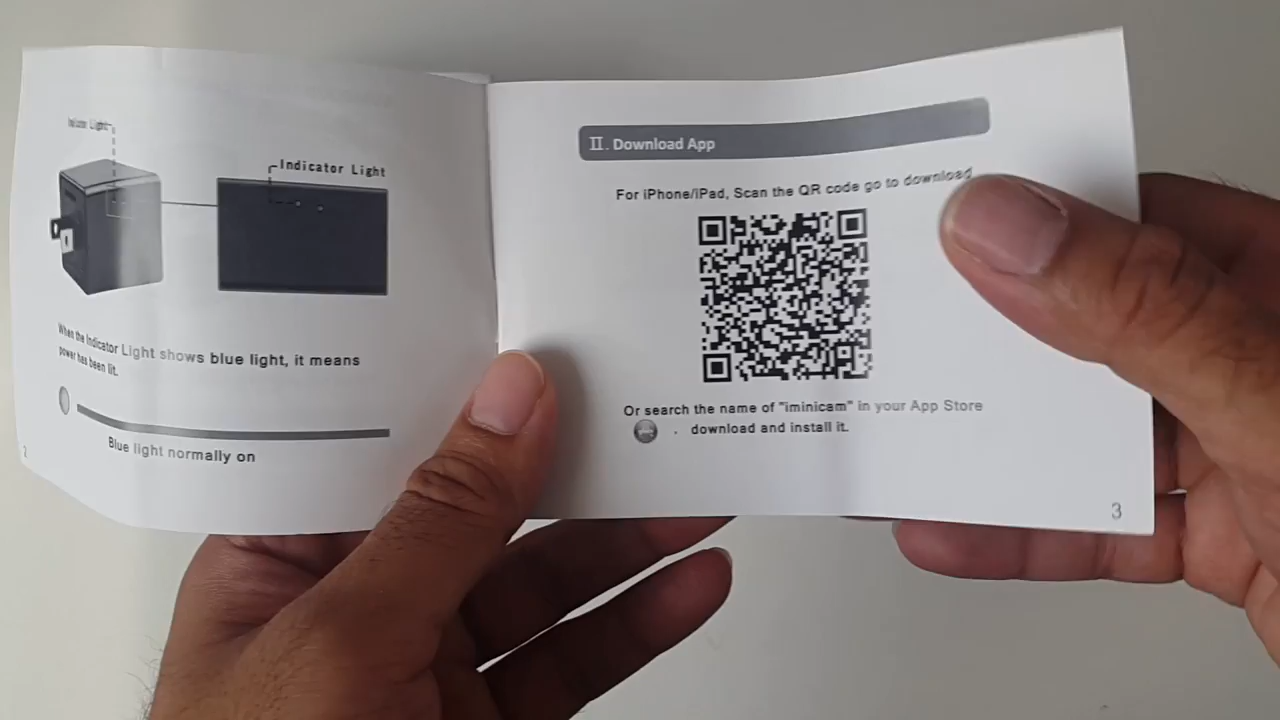 Indicator Light
Indicator Light
When the Indicator Light shows blue light, it means
power has been lit.
Blue light normally on
2
II. Download App
For iPhone/iPad, Scan the QR code go to download
Or search the name of "iminicam" in your App Store
. download and install it.
3